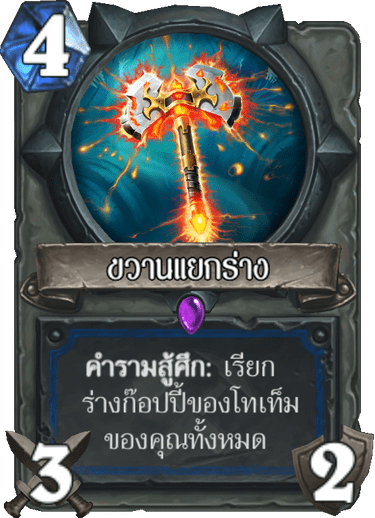 4
ขวานแยกร่าง
คำรามสู้ศึก: เรียก
ร่างก๊อปปี้ของโทเท็ม
ของคุณทั้งหมด
3
2